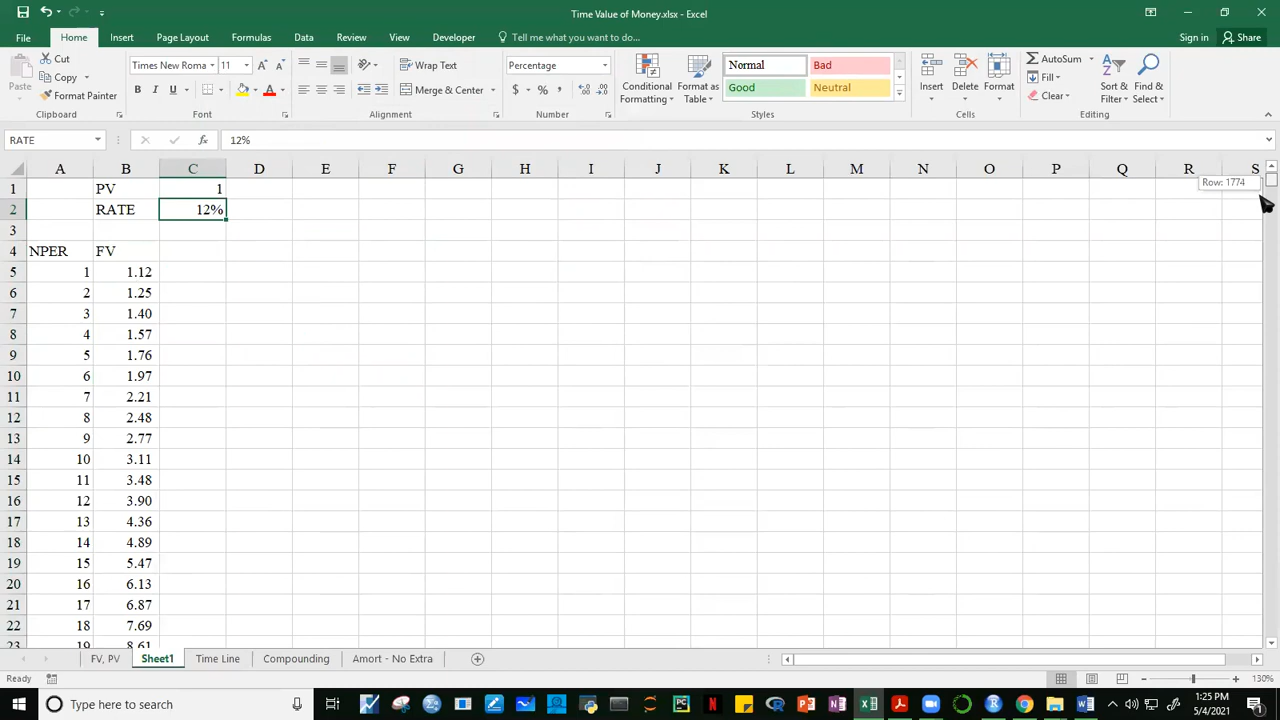 Time Value of Money.xlsx - Excel
File Home Insert Page Layout Formulas Data Review View Developer Tell me what you want to do... Sign in Share
Cut
Copy
Format Painter
Paste
Clipboard
Times New Roma 11
B I U
Font
Wrap Text
Merge & Center
Alignment
Percentage
$ % ,
Number
Conditional Formatting
Format as Table
Normal Bad
Good Neutral
Styles
Insert Delete Format
Cells
AutoSum
Fill
Clear
Sort & Filter
Find & Select
Editing
RATE fx 12%
A B C D E F G H I J K L M N O P Q R S
Row: 1774
1 PV 1
2 RATE 12%
3
4 NPER FV
5 1 1.12
6 2 1.25
7 3 1.40
8 4 1.57
9 5 1.76
10 6 1.97
11 7 2.21
12 8 2.48
13 9 2.77
14 10 3.11
15 11 3.48
16 12 3.90
17 13 4.36
18 14 4.89
19 15 5.47
20 16 6.13
21 17 6.87
22 18 7.69
23 19 8.61
FV, PV Sheet1 Time Line Compounding Amort - No Extra
Ready 130%
Type here to search
1:25 PM
5/4/2021